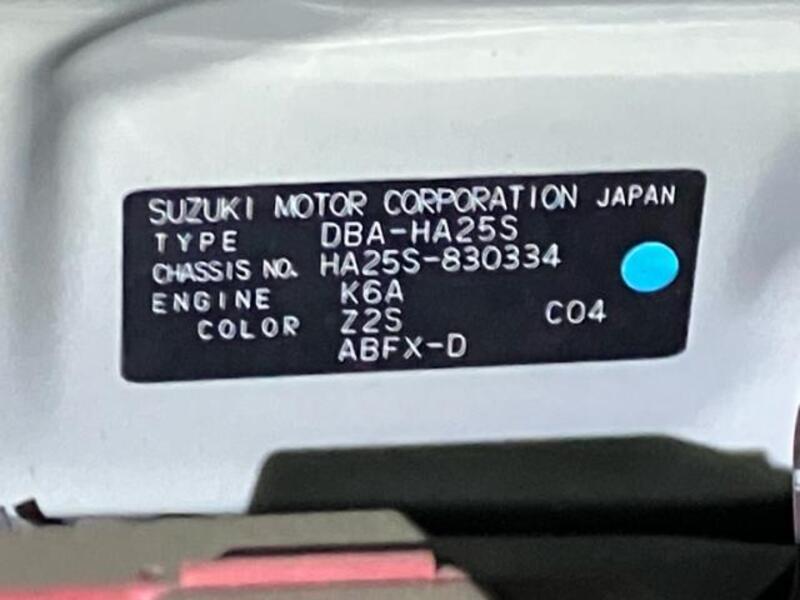 SUZUKI MOTOR CORPORATION JAPAN
TYPE DBA-HA25S
CHASSIS NO. HA25S-830334
ENGINE K6A
COLOR Z2S C04
ABFX-D